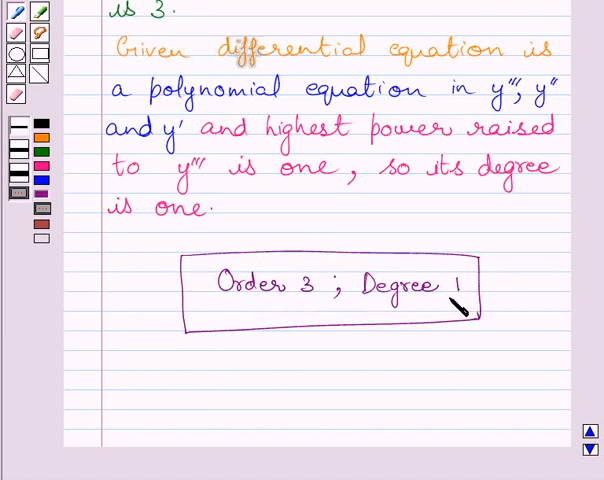 is 3.
Given differential equation is
a polynomial equation in y''', y''
and y' and highest power raised
to y''' is one, so its degree
is one.
Order 3 ; Degree 1